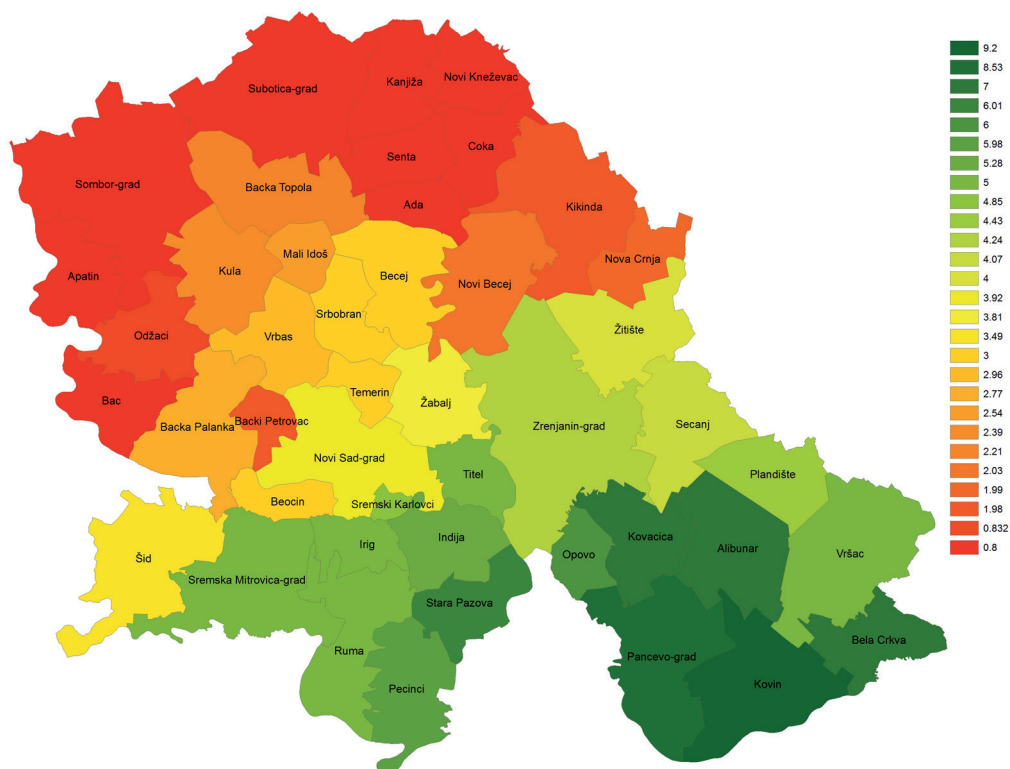 Subotica-grad
Kanjiža
Novi Kneževac
Senta
Coka
Sombor-grad
Backa Topola
Ada
Kikinda
Apatin
Kula
Mali Idoš
Becej
Novi Becej
Nova Crnja
Odžaci
Vrbas
Srbobran
Žitište
Bac
Temerin
Žabalj
Backa Palanka
Backi Petrovac
Zrenjanin-grad
Secanj
Novi Sad-grad
Titel
Plandište
Beocin
Sremski Karlovci
Šid
Irig
Indija
Opovo
Kovacica
Alibunar
Vršac
Sremska Mitrovica-grad
Stara Pazova
Bela Crkva
Ruma
Pancevo-grad
Pecinci
Kovin
9.2
8.53
7
6.01
6
5.98
5.28
5
4.85
4.43
4.24
4.07
4
3.92
3.81
3.49
3
2.96
2.77
2.54
2.39
2.21
2.03
1.99
1.98
0.832
0.8